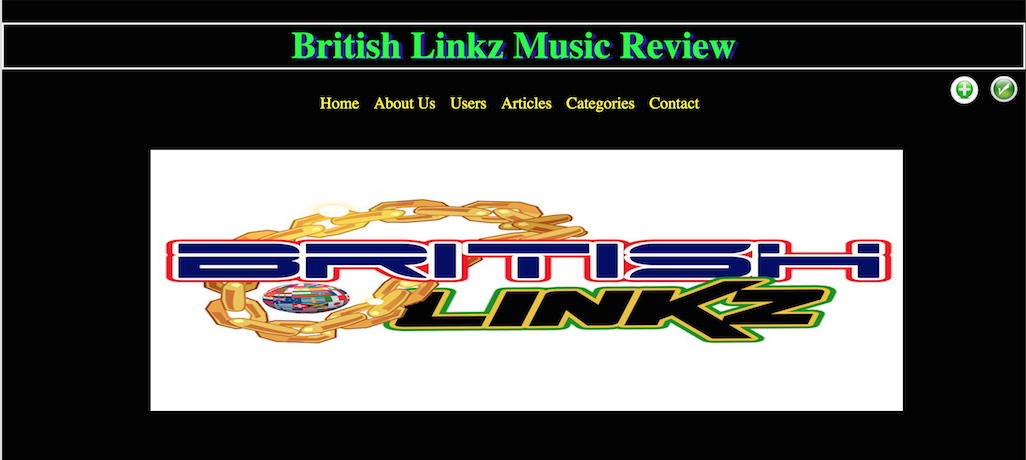 British Linkz Music Review
Home About Us Users Articles Categories Contact
BRITISH
LINKZ